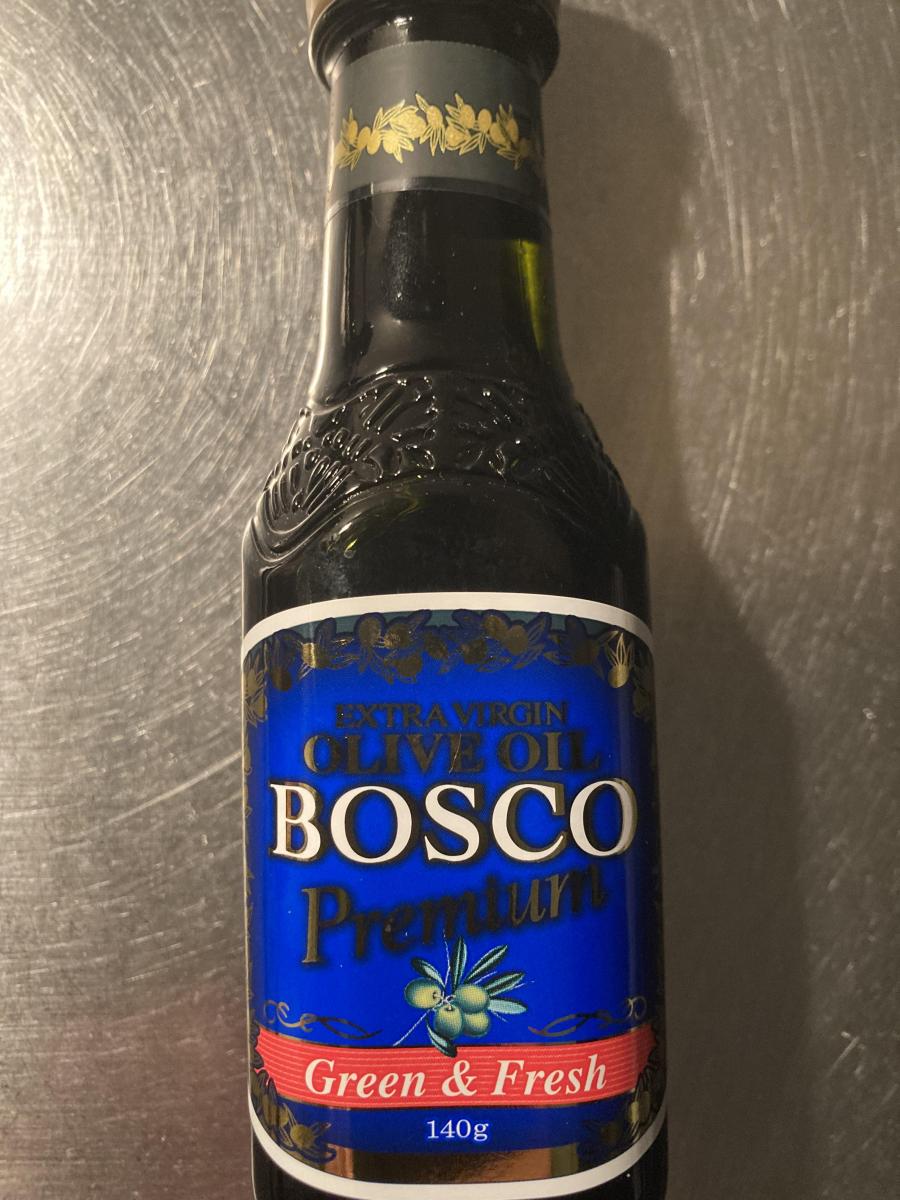 EXTRA VIRGIN
OLIVE OIL
BOSCO
Premium
Green & Fresh
140g